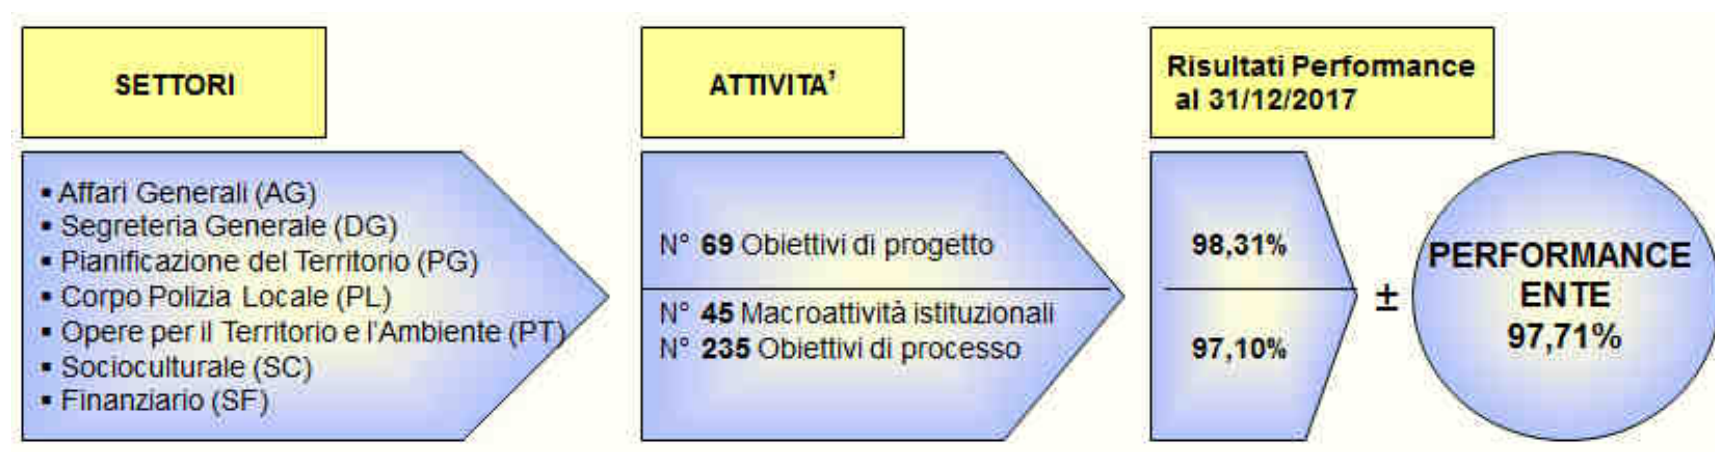 SETTORI
▪ Affari Generali (AG)
▪ Segreteria Generale (DG)
▪ Pianificazione del Territorio (PG)
▪ Corpo Polizia Locale (PL)
▪ Opere per il Territorio e l'Ambiente (PT)
▪ Socioculturale (SC)
▪ Finanziario (SF)
ATTIVITA’
N° 69 Obiettivi di progetto
N° 45 Macroattività istituzionali
N° 235 Obiettivi di processo
Risultati Performance
al 31/12/2017
98,31%
97,10%
±
PERFORMANCE
ENTE
97,71%